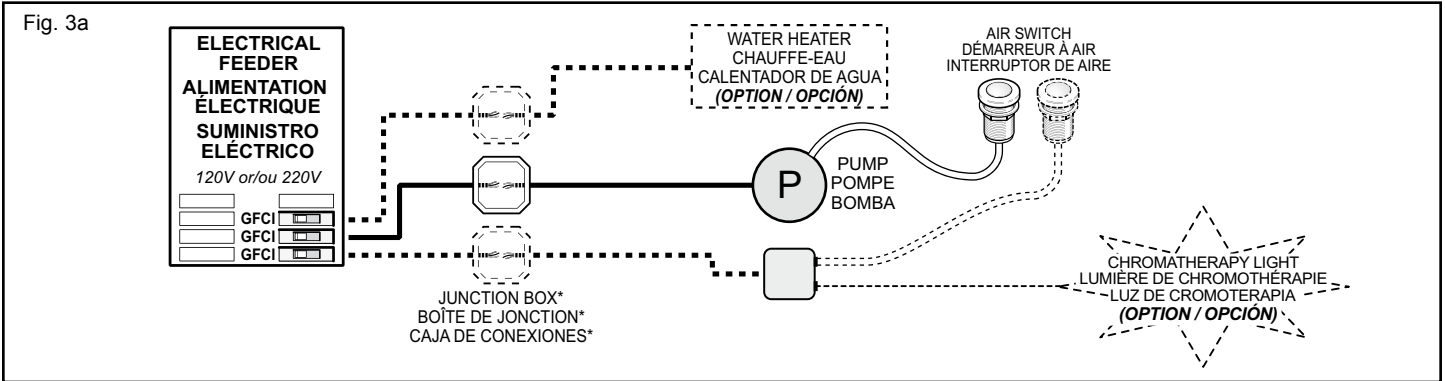 Fig. 3a
ELECTRICAL
FEEDER
ALIMENTATION
ÉLECTRIQUE
SUMINISTRO
ELÉCTRICO
120V or/ou 220V
GFCI
GFCI
GFCI
JUNCTION BOX*
BOÎTE DE JONCTION*
CAJA DE CONEXIONES*
WATER HEATER
CHAUFFE-EAU
CALENTADOR DE AGUA
(OPTION / OPCIÓN)
P
PUMP
POMPE
BOMBA
AIR SWITCH
DÉMARREUR À AIR
INTERRUPTOR DE AIRE
CHROMATHERAPY LIGHT
LUMIÈRE DE CHROMOTHÉRAPIE
LUZ DE CROMOTERAPIA
(OPTION / OPCIÓN)